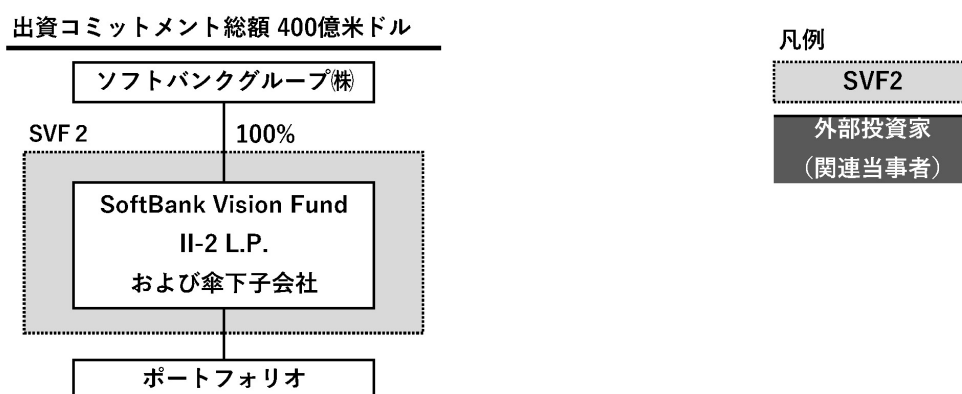 出資コミットメント総額 400億米ドル
ソフトバンクグループ㈱
SVF 2
100%
SoftBank Vision Fund
II-2 L.P.
および傘下子会社
ポートフォリオ
凡例
SVF2
外部投資家
（関連当事者）